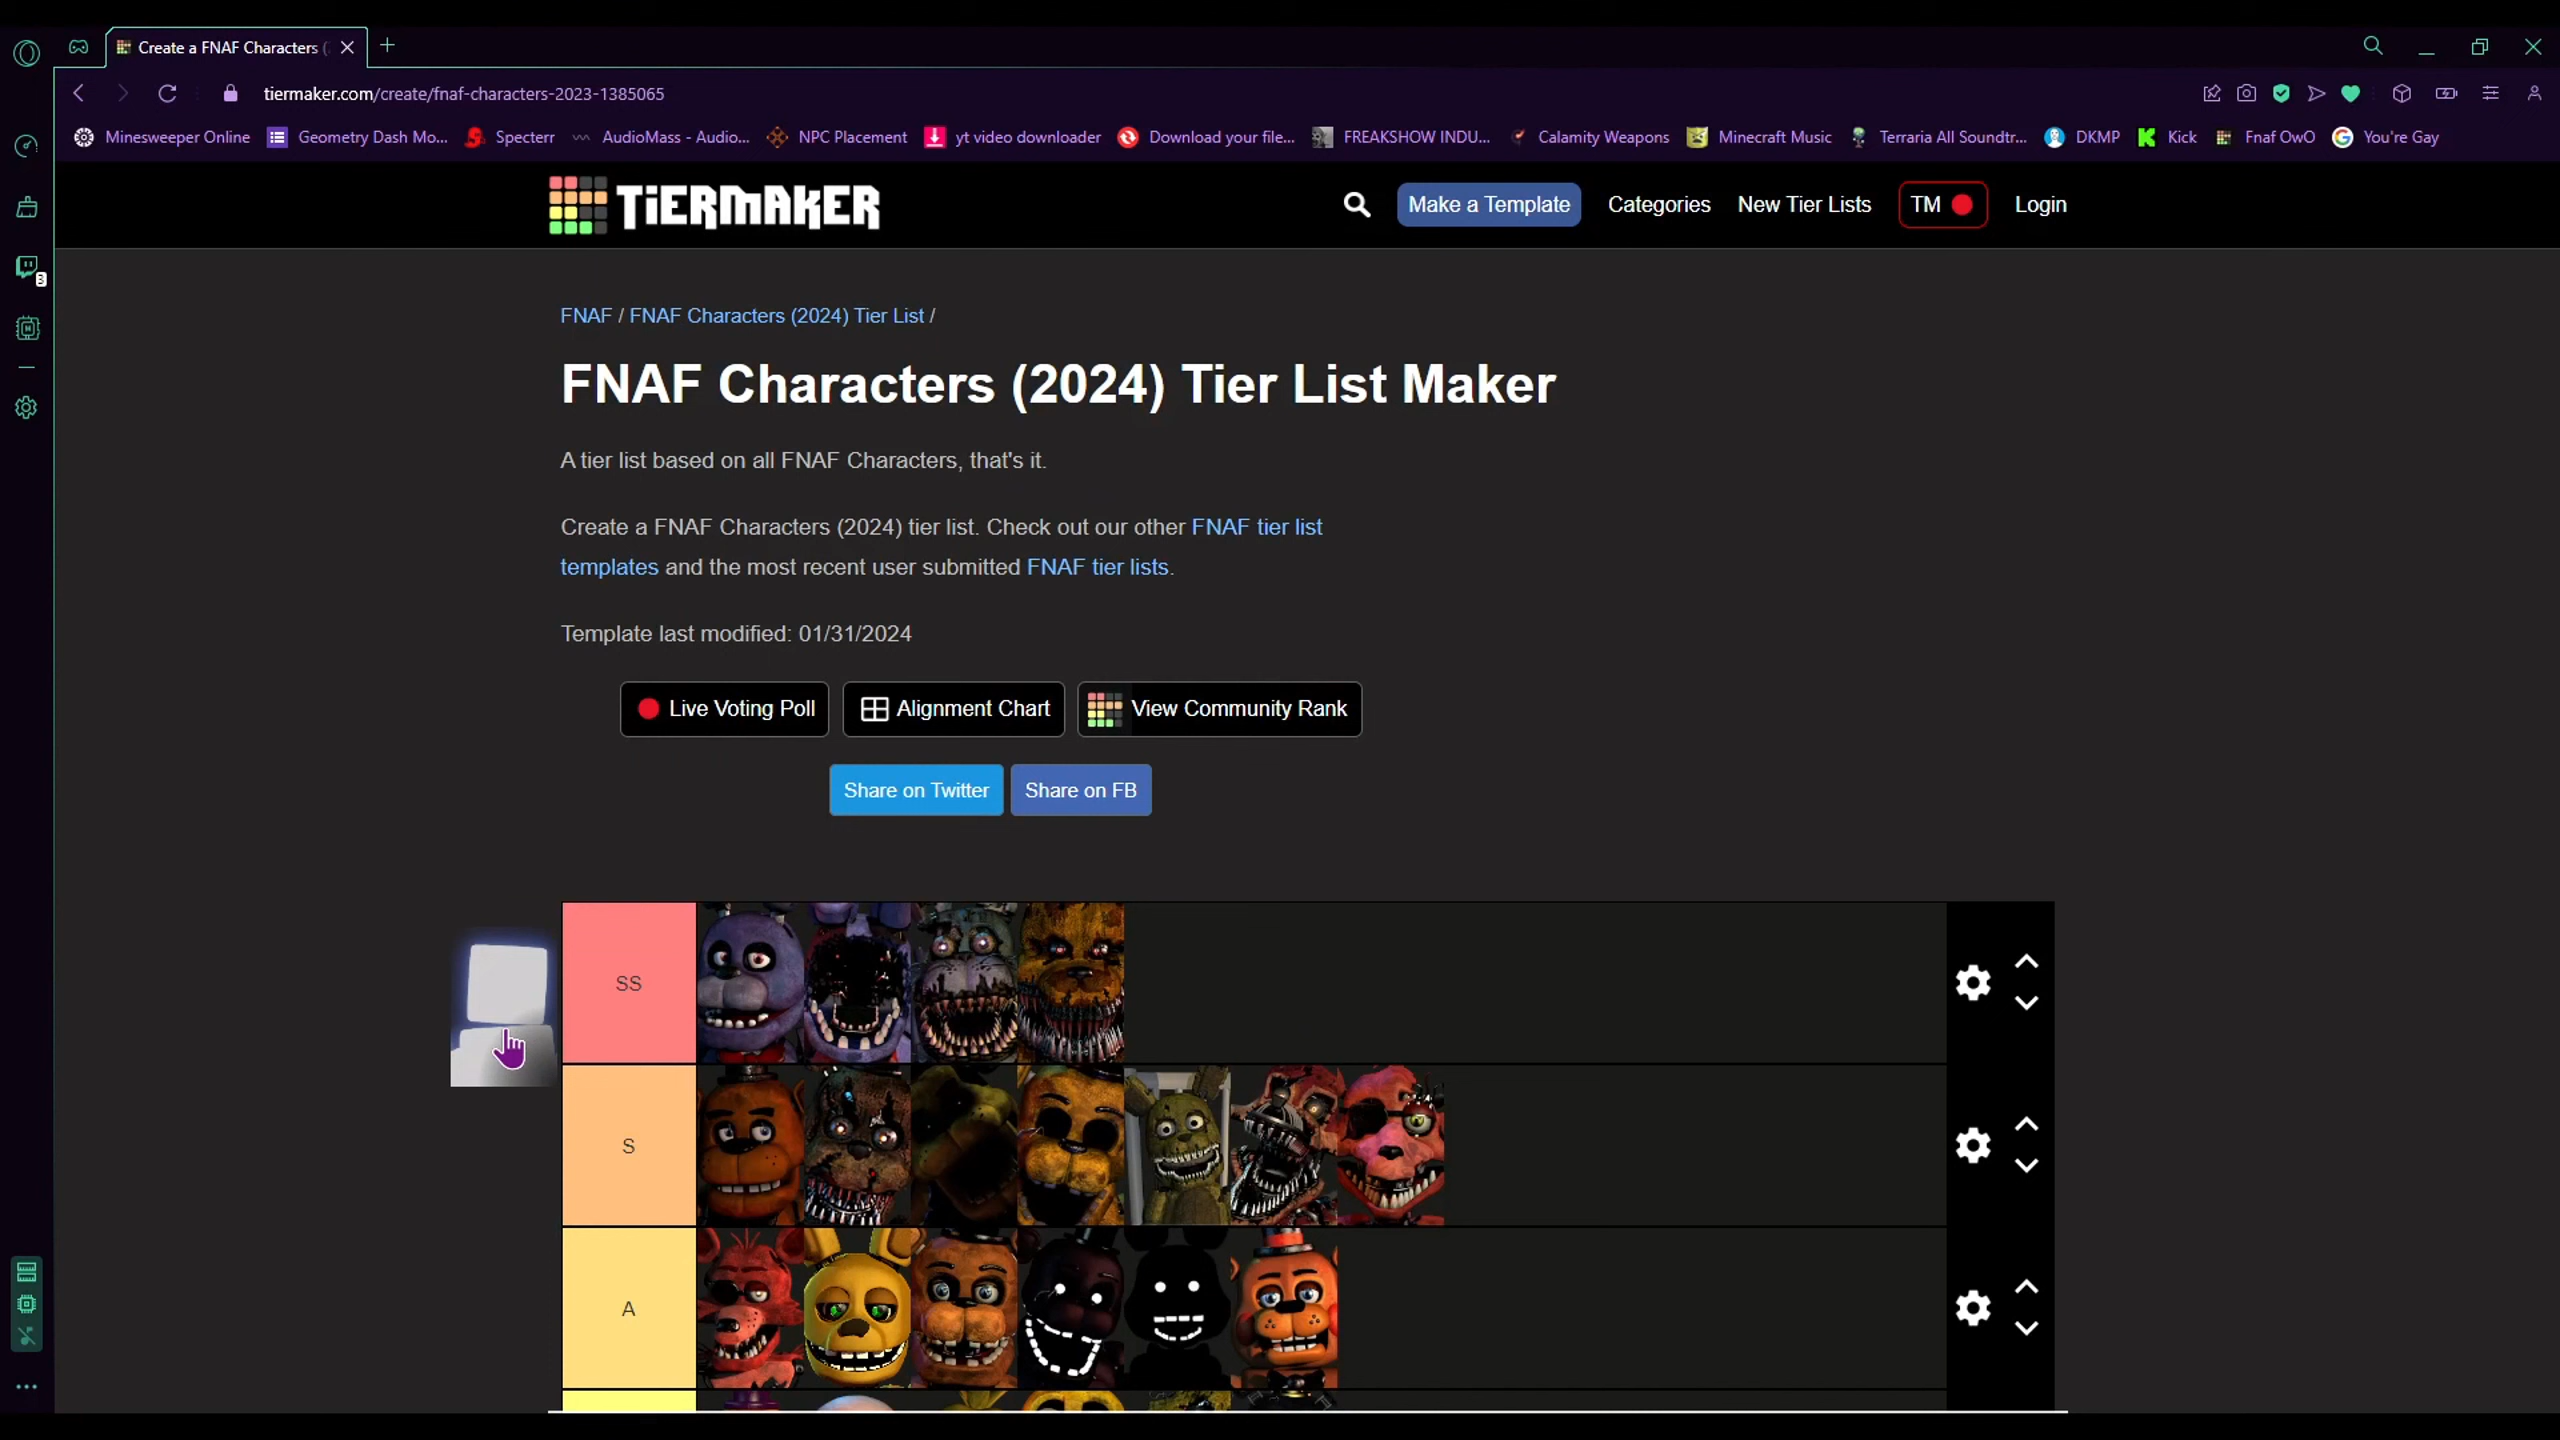 Create a FNAF Characters (
tiermaker.com/create/fnaf-characters-2023-1385065
Minesweeper Online Geometry Dash Mo... Specterr AudioMass - Audio... NPC Placement yt video downloader Download your file... FREAKSHOW INDU... Calamity Weapons Minecraft Music Terraria All Soundtr... DKMP Kick Fnaf OwO You're Gay
TiERMAKER Make a Template Categories New Tier Lists TM Login
FNAF / FNAF Characters (2024) Tier List /
FNAF Characters (2024) Tier List Maker
A tier list based on all FNAF Characters, that's it.
Create a FNAF Characters (2024) tier list. Check out our other FNAF tier list
templates and the most recent user submitted FNAF tier lists.
Template last modified: 01/31/2024
Live Voting Poll Alignment Chart View Community Rank
Share on Twitter Share on FB
SS
S
A
3